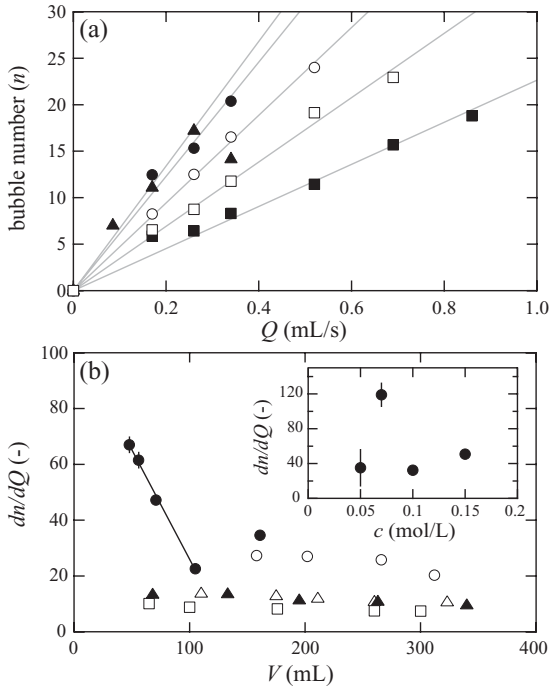 (a)
30
25
20
15
10
5
0
bubble number (n)
0.2 0.4 0.6 0.8 1.0
Q (mL/s)
(b)
100
80
60
40
20
0
dn/dQ (-)
0 100 200 300 400
V (mL)
120
80
40
0
dn/dQ (-)
0 0.05 0.1 0.15 0.2
c (mol/L)